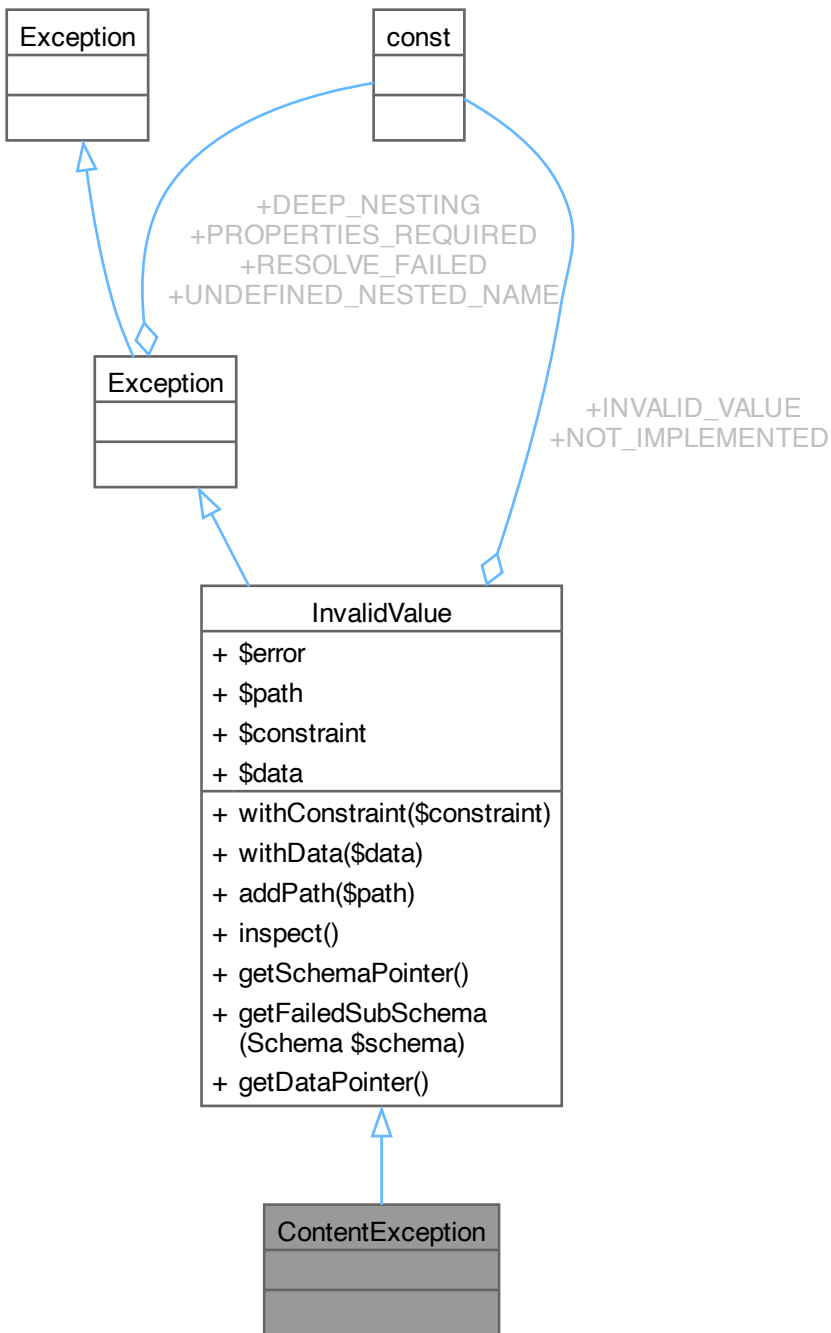 Exception
const
+DEEP_NESTING
+PROPERTIES_REQUIRED
+RESOLVE_FAILED
+UNDEFINED_NESTED_NAME
Exception
+INVALID_VALUE
+NOT_IMPLEMENTED
InvalidValue
+ $error
+ $path
+ $constraint
+ $data
+ withConstraint($constraint)
+ withData($data)
+ addPath($path)
+ inspect()
+ getSchemaPointer()
+ getFailedSubSchema
(Schema $schema)
+ getDataPointer()
ContentException